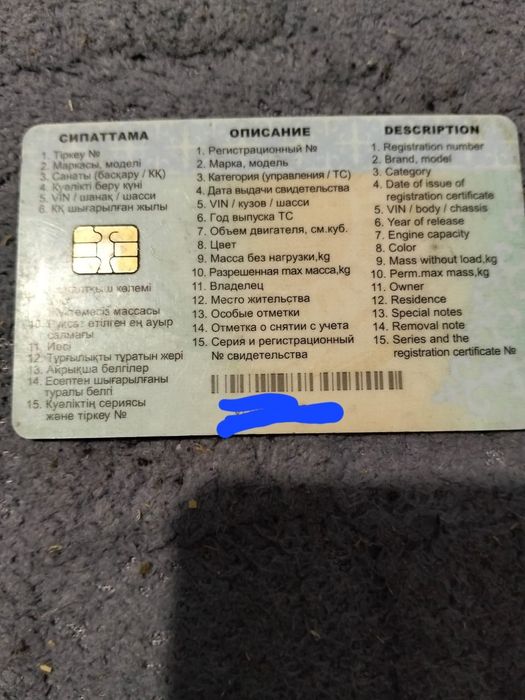 СИПАТТАМА
1. Тіркеу №
2. Маркасы, моделі
3. Санаты (басқару / КҚ)
4. Куәлікті беру күні
5. VIN / шанақ / шасси
6. КҚ шығарылған жылы
көлемі
массасы
10. етілген ең ауыр
салмағы
11. Иесі
12. Тұрғылықты тұратын жері
13. Айрықша белгілер
14. Есептен шығарылғаны
туралы белгі
15. Куәліктің сериясы
және тіркеу №
ОПИСАНИЕ
1. Регистрационный №
2. Марка, модель
3. Категория (управления / ТС)
4. Дата выдачи свидетельства
5. VIN / кузов / шасси
6. Год выпуска ТС
7. Объем двигателя, см.куб.
8. Цвет
9. Масса без нагрузки,kg
10. Разрешенная max масса,kg
11. Владелец
12. Место жительства
13. Особые отметки
14. Отметка о снятии с учета
15. Серия и регистрационный
№ свидетельства
DESCRIPTION
1. Registration number
2. Brand, model
3. Category
4. Date of issue of
registration certificate
5. VIN / body / chassis
6. Year of release
7. Engine capacity
8. Color
9. Mass without load,kg
10. Perm.max mass,kg
11. Owner
12. Residence
13. Special notes
14. Removal note
15. Series and the
registration certificate №